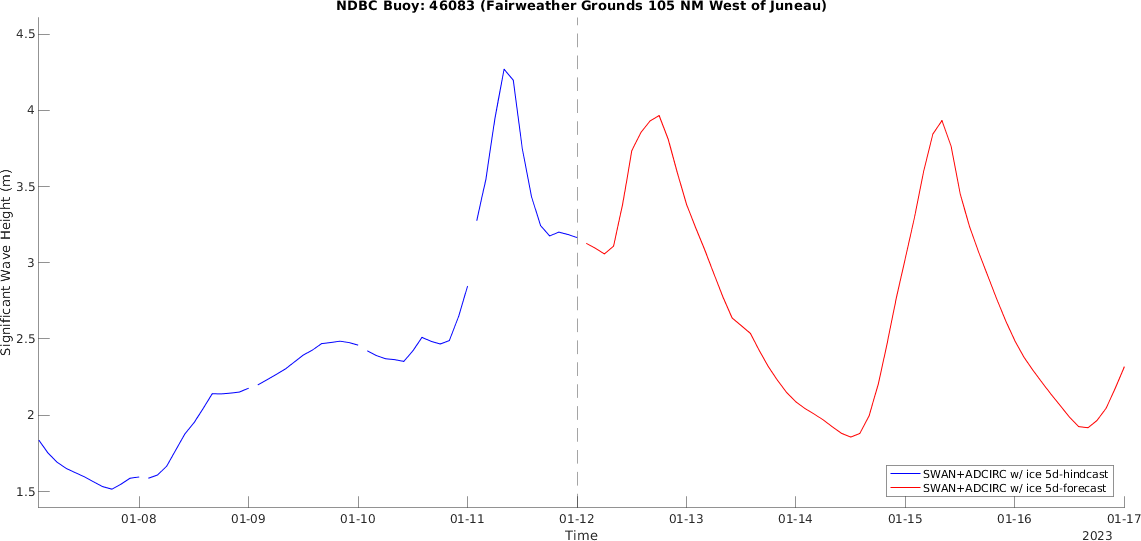 NDBC Buoy: 46083 (Fairweather Grounds 105 NM West of Juneau)
4.5
4
3.5
3
2.5
2
1.5
Significant Wave Height (m)
SWAN+ADCIRC w/ ice 5d-hindcast
SWAN+ADCIRC w/ ice 5d-forecast
01-08 01-09 01-10 01-11 01-12 01-13 01-14 01-15 01-16 01-17
Time
2023